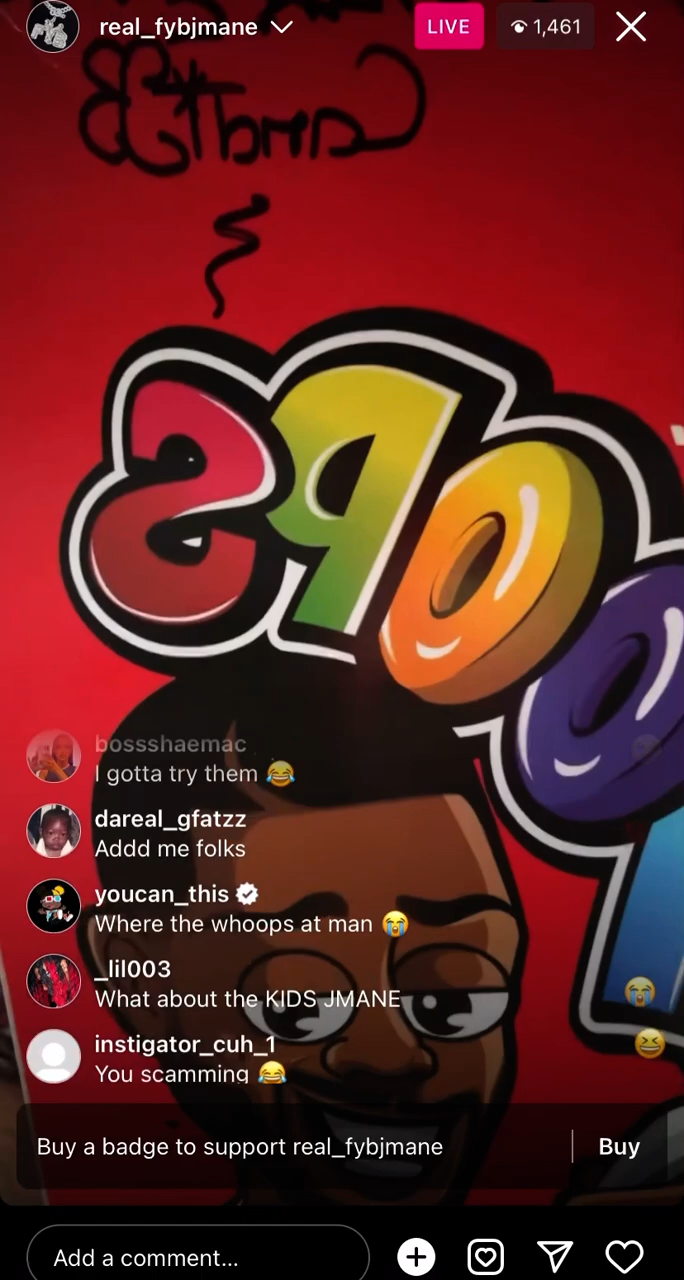 real_fybjmane
LIVE
1,461
OOPS
bossshaemac
I gotta try them 😂
dareal_gfatzz
Addd me folks
youcan_this
Where the whoops at man 😭
_lil003
What about the KIDS JMANE
instigator_cuh_1
You scamming 😂
Buy a badge to support real_fybjmane
Buy
Add a comment...